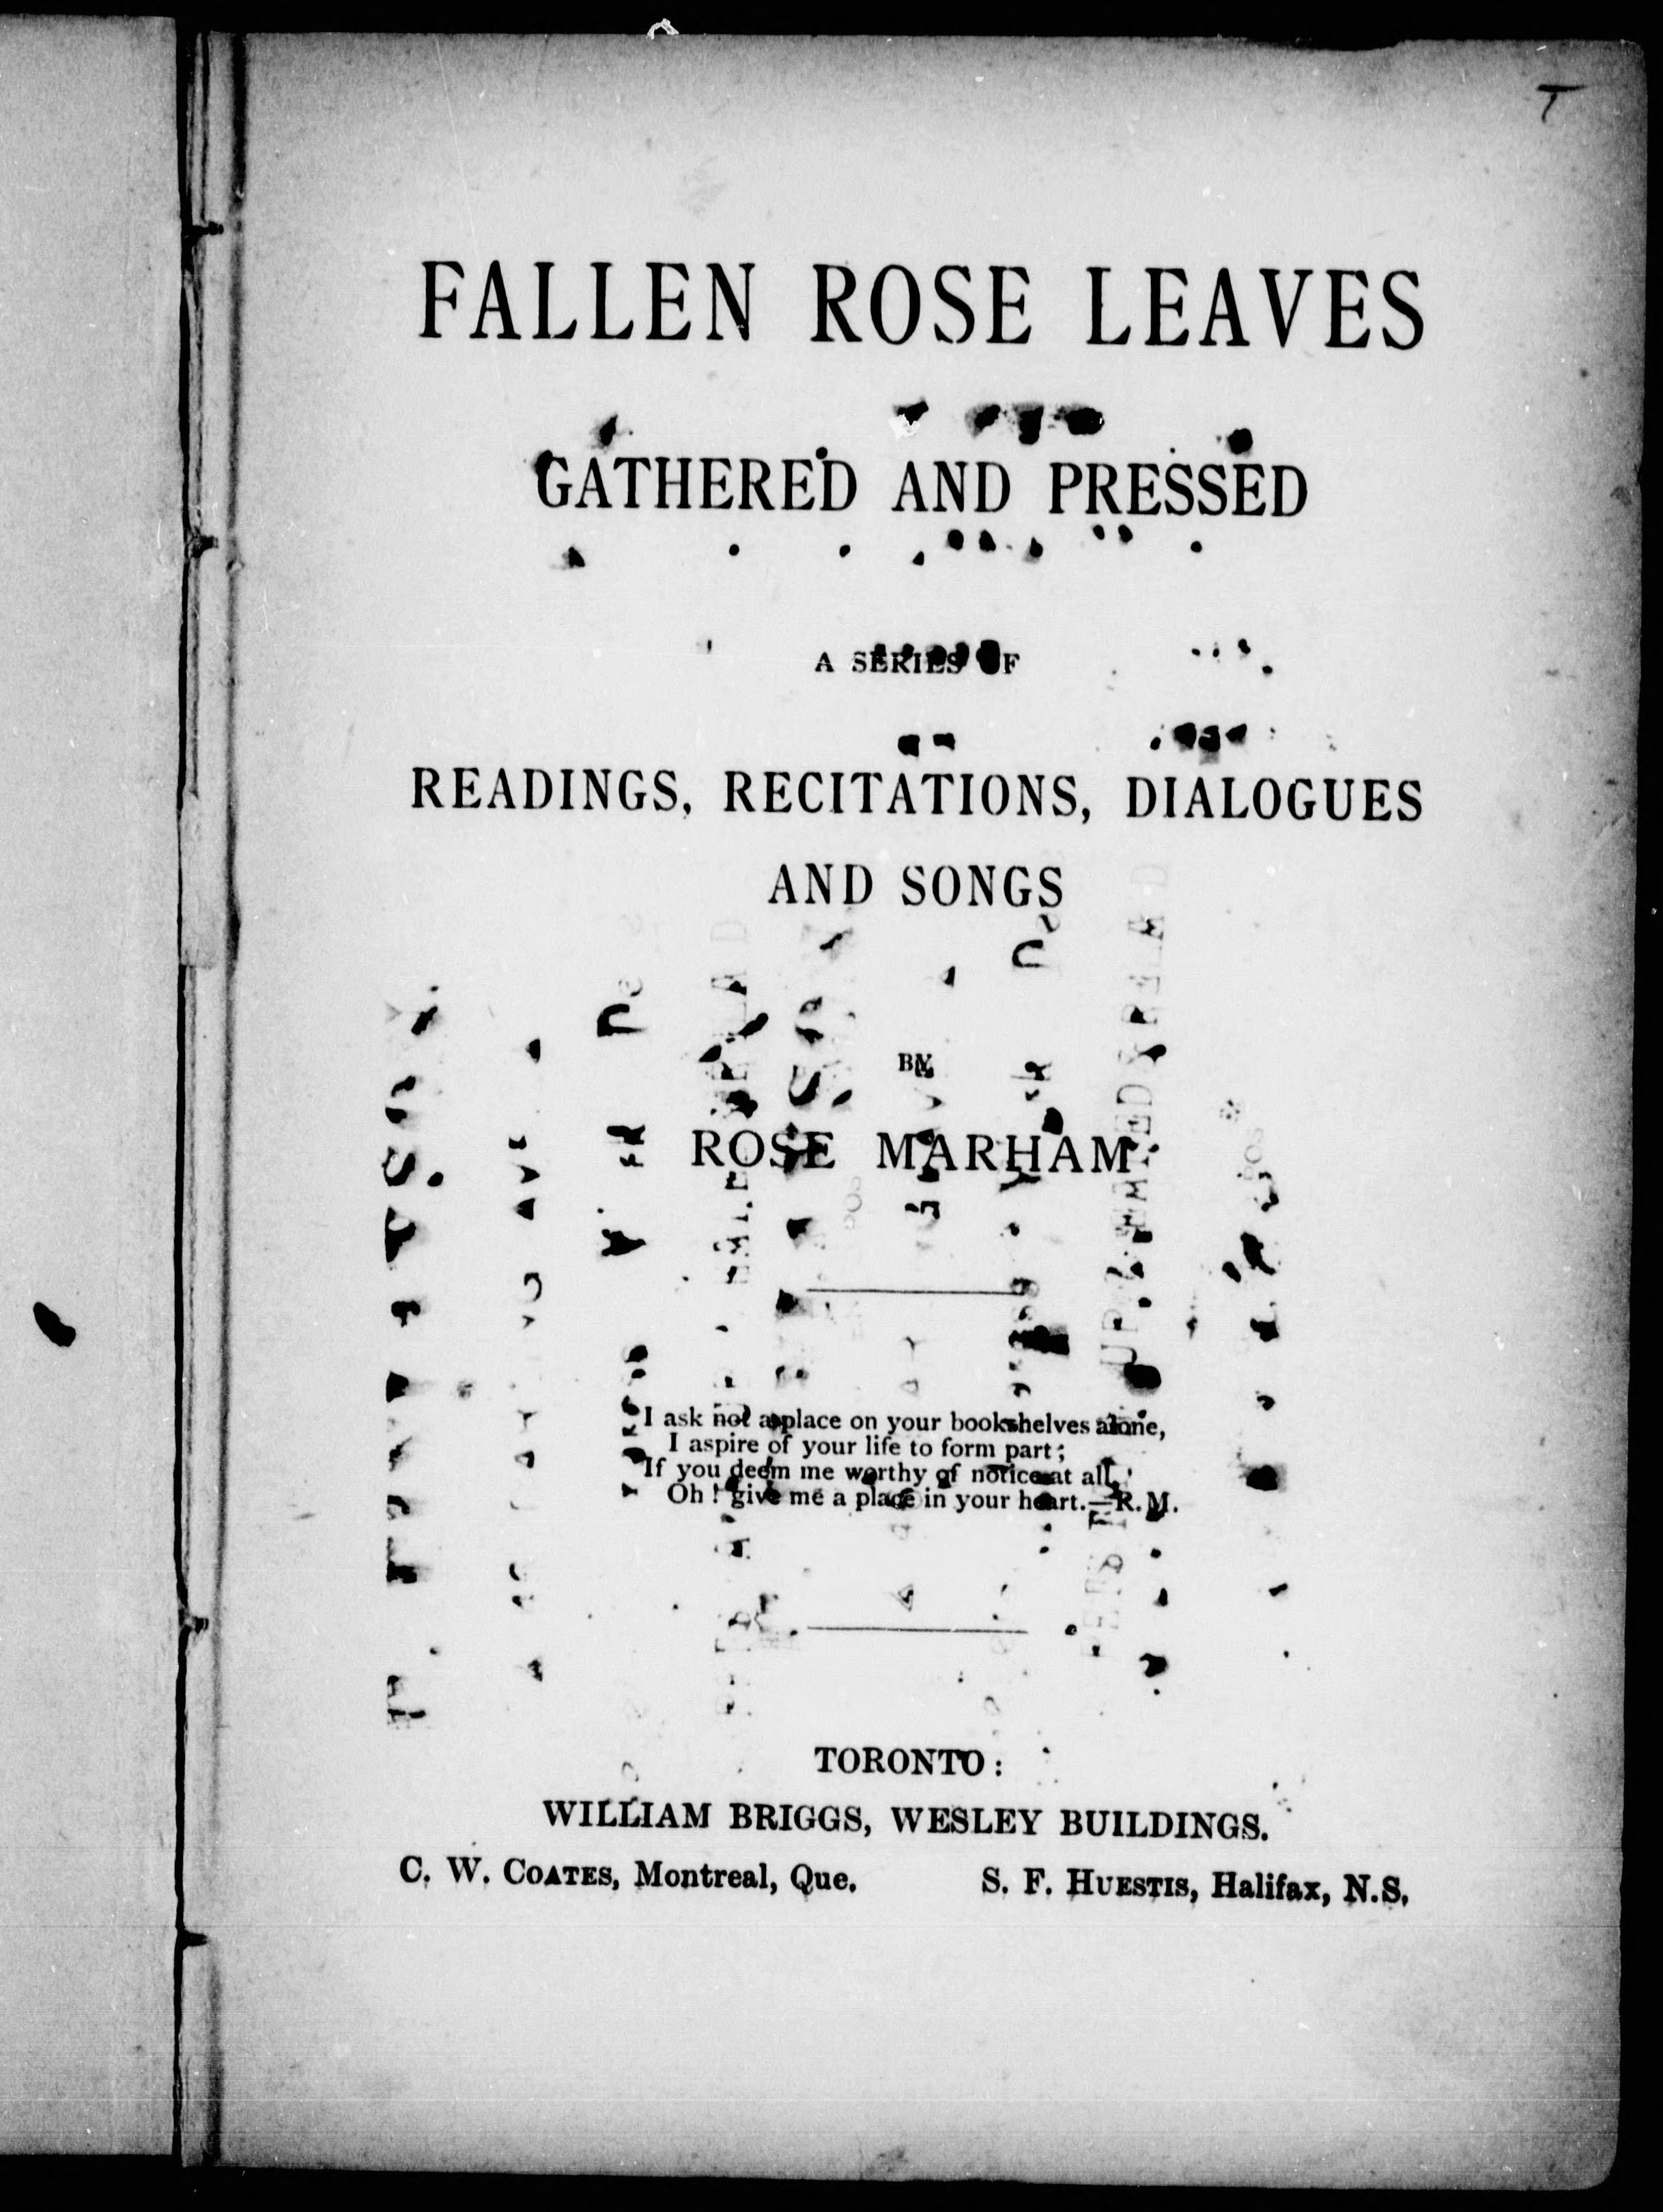 T
FALLEN ROSE LEAVES
GATHERED AND PRESSED
A SERIES OF
READINGS, RECITATIONS, DIALOGUES
AND SONGS
BY
ROSE MARHAM
I ask not a place on your bookshelves alone,
I aspire of your life to form part;
If you deem me worthy of notice at all,
Oh! give me a place in your heart.—R.M.
TORONTO:
WILLIAM BRIGGS, WESLEY BUILDINGS.
C. W. COATES, Montreal, Que. S. F. HUESTIS, Halifax, N.S.